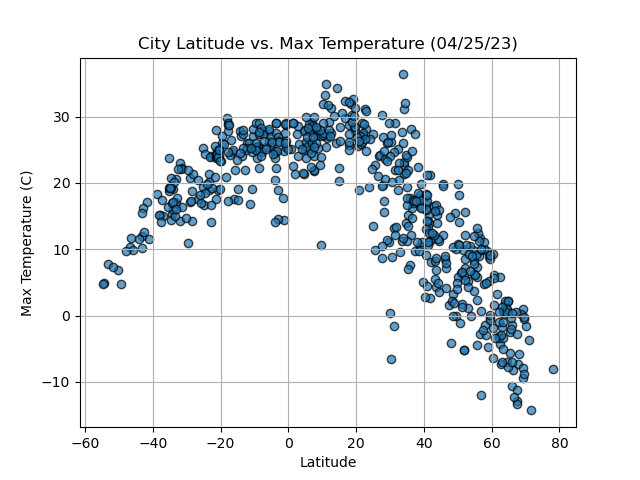 City Latitude vs. Max Temperature (04/25/23)
30
20
10
0
−10
Max Temperature (C)
−60 −40 −20 0 20 40 60 80
Latitude